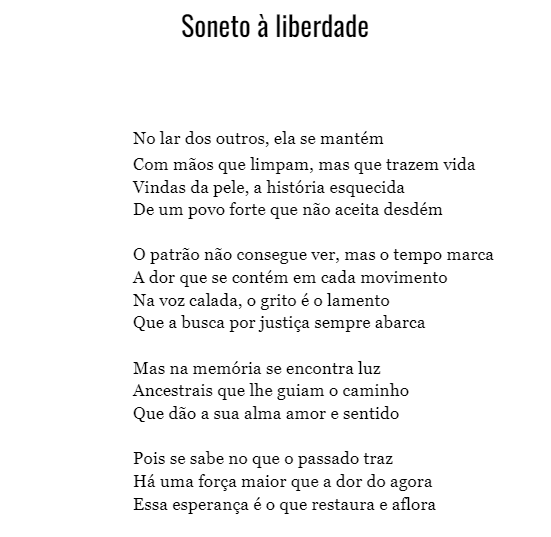 Soneto à liberdade
No lar dos outros, ela se mantém
Com mãos que limpam, mas que trazem vida
Vindas da pele, a história esquecida
De um povo forte que não aceita desdém
O patrão não consegue ver, mas o tempo marca
A dor que se contém em cada movimento
Na voz calada, o grito é o lamento
Que a busca por justiça sempre abarca
Mas na memória se encontra luz
Ancestrais que lhe guiam o caminho
Que dão a sua alma amor e sentido
Pois se sabe no que o passado traz
Há uma força maior que a dor do agora
Essa esperança é o que restaura e aflora